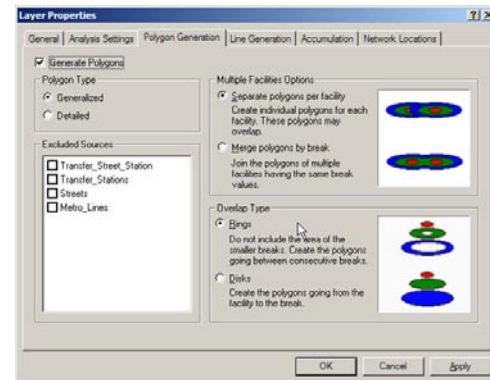 Layer Properties
General
Analysis Settings
Polygon Generation
Line Generation
Accumulation
Network Locations
Generate Polygons
Polygon Type
Generalized
Detailed
Excluded Sources
Transfer_Street_Station
Transfer_Stations
Streets
Metro_Lines
Multiple Facilities Options
Separate polygons per facility
Create individual polygons for each
facility. These polygons may
overlap.
Merge polygons by break
Join the polygons of multiple
facilities having the same break
values.
Overlap Type
Rings
Do not include the area of the
smaller breaks. Create the polygons
going between consecutive breaks.
Disks
Create the polygons going from the
facility to the break.
OK
Cancel
Apply